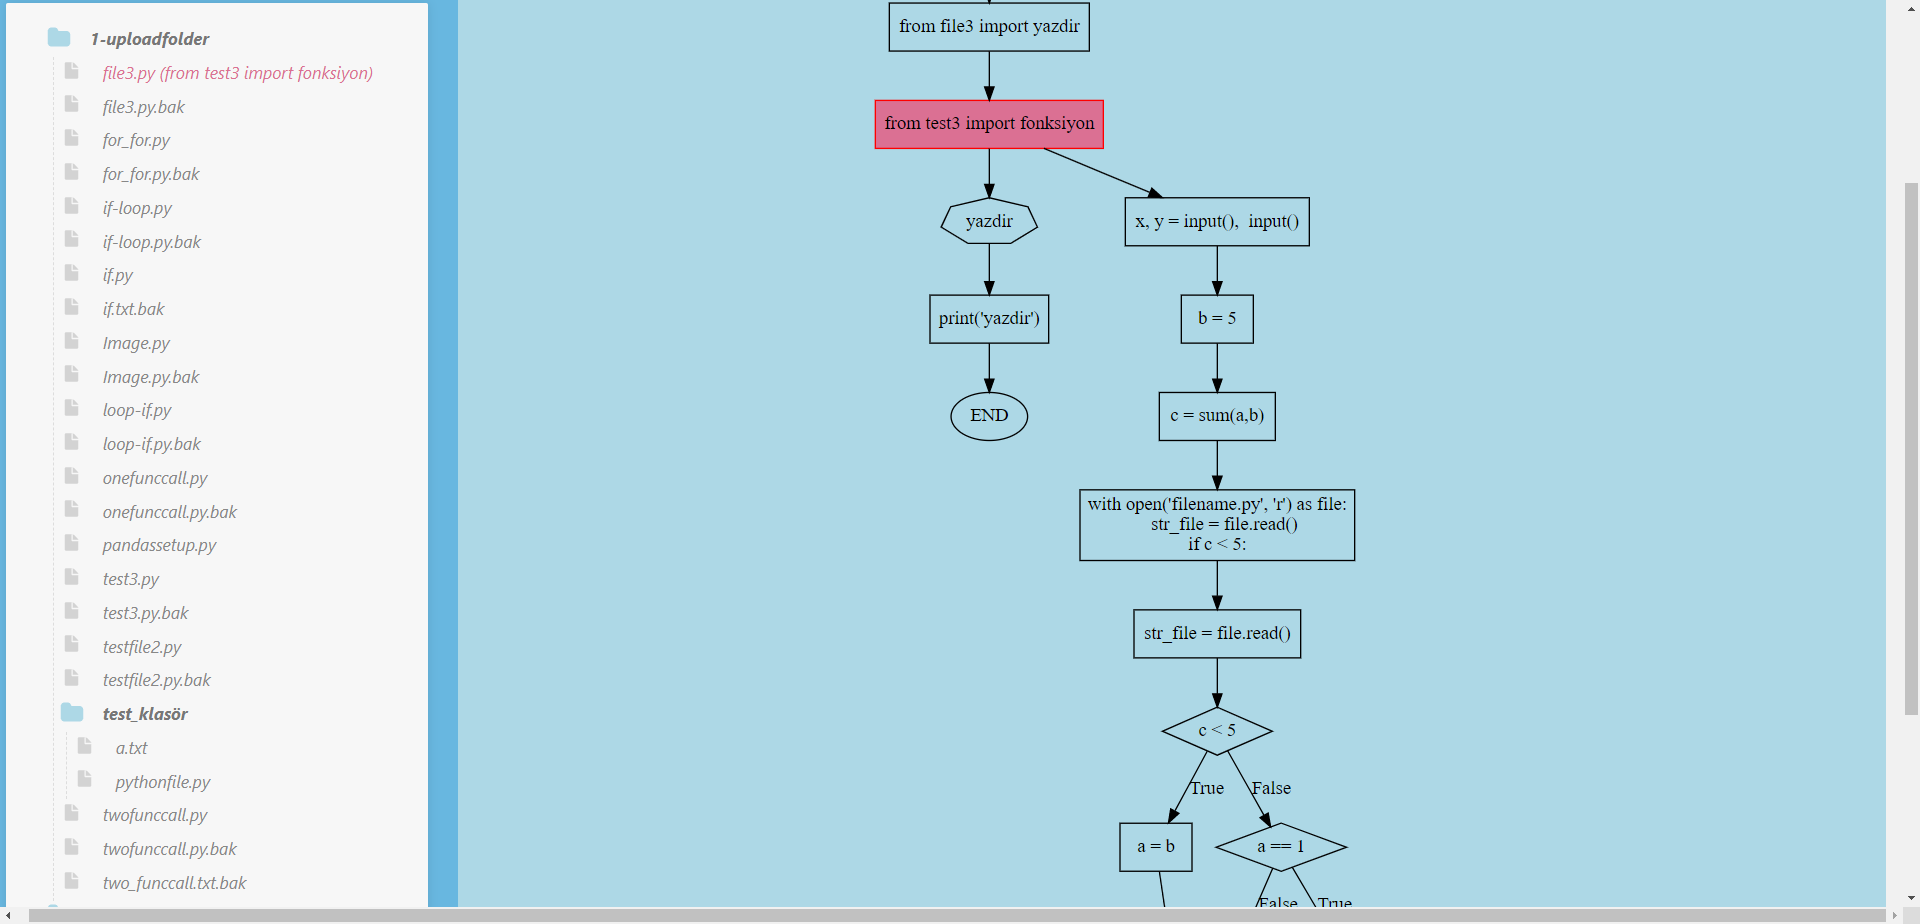 1-uploadfolder
file3.py (from test3 import fonksiyon)
file3.py.bak
for_for.py
for_for.py.bak
if-loop.py
if-loop.py.bak
if.py
if.txt.bak
Image.py
Image.py.bak
loop-if.py
loop-if.py.bak
onefunccall.py
onefunccall.py.bak
pandassetup.py
test3.py
test3.py.bak
testfile2.py
testfile2.py.bak
test_klasör
a.txt
pythonfile.py
twofunccall.py
twofunccall.py.bak
two_funccall.txt.bak
from file3 import yazdir
from test3 import fonksiyon
yazdir
x, y = input(),  input()
print('yazdir')
b = 5
END
c = sum(a,b)
with open('filename.py', 'r') as file:
str_file = file.read()
if c < 5:
str_file = file.read()
c < 5
True
False
a = b
a == 1
False
True